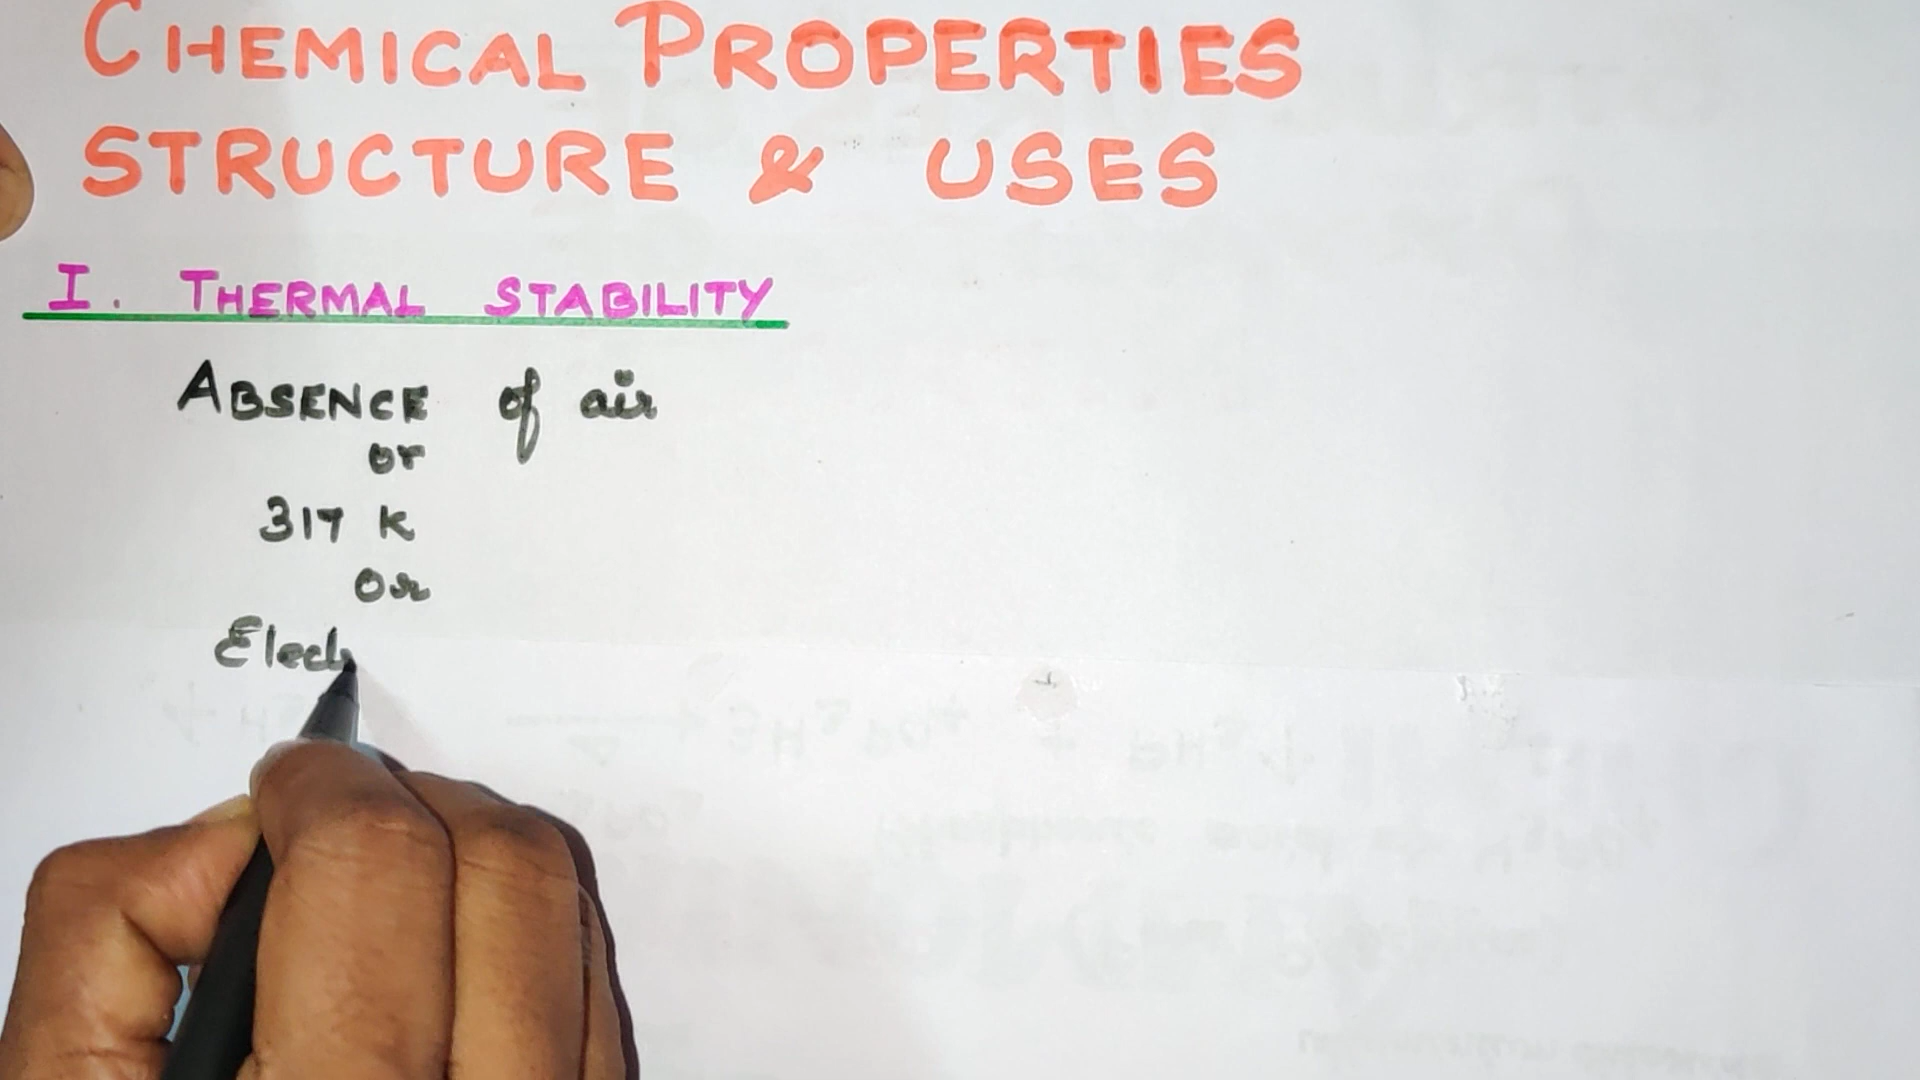 CHEMICAL PROPERTIES
STRUCTURE & USES
I. THERMAL STABILITY
ABSENCE of air
or
317 K
Or
Elect